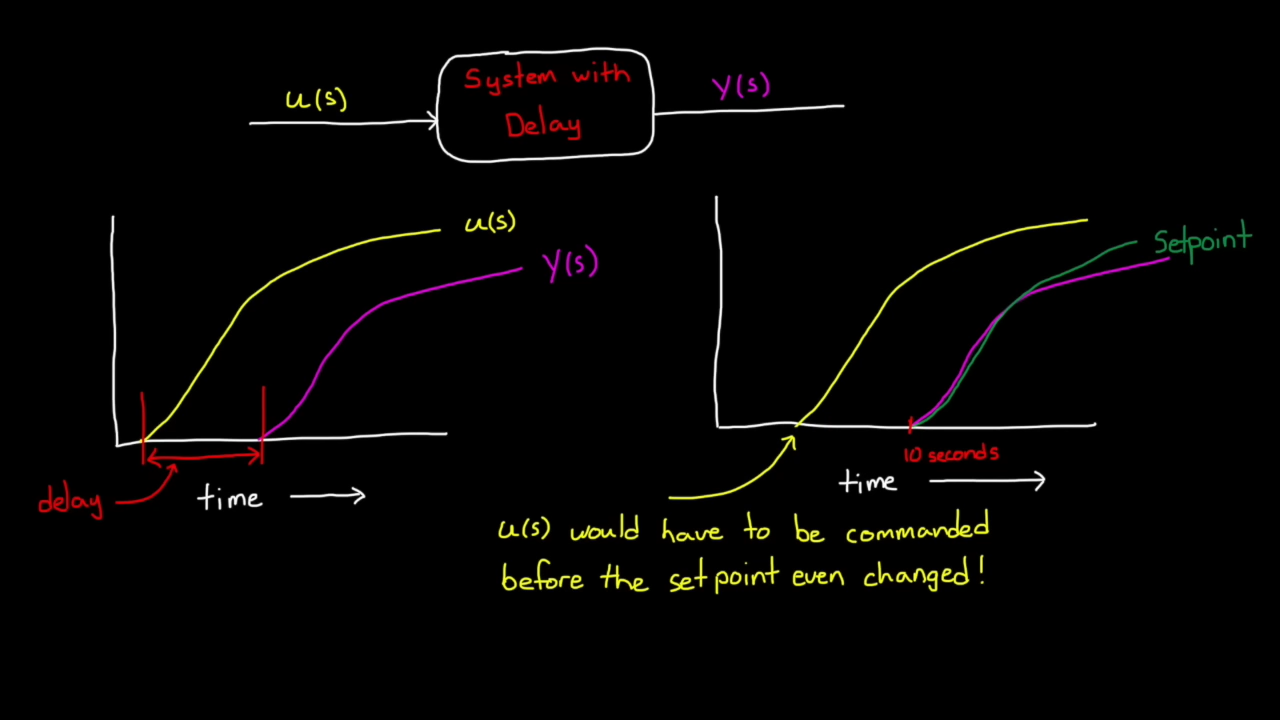 u(s)
System with
Delay
Y(s)
u(s)
Y(s)
delay
time
Setpoint
10 seconds
time
u(s) would have to be commanded
before the setpoint even changed!